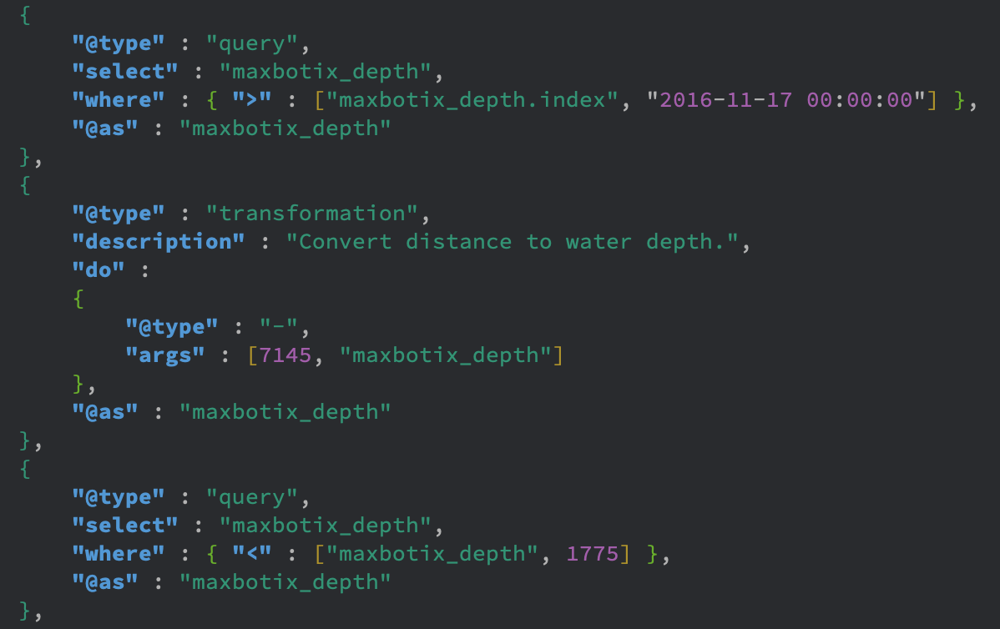 {
    "@type" : "query",
    "select" : "maxbotix_depth",
    "where" : { ">" : ["maxbotix_depth.index", "2016-11-17 00:00:00"] },
    "@as" : "maxbotix_depth"
},
{
    "@type" : "transformation",
    "description" : "Convert distance to water depth.",
    "do" :
    {
        "@type" : "-",
        "args" : [7145, "maxbotix_depth"]
    },
    "@as" : "maxbotix_depth"
},
{
    "@type" : "query",
    "select" : "maxbotix_depth",
    "where" : { "<" : ["maxbotix_depth", 1775] },
    "@as" : "maxbotix_depth"
},